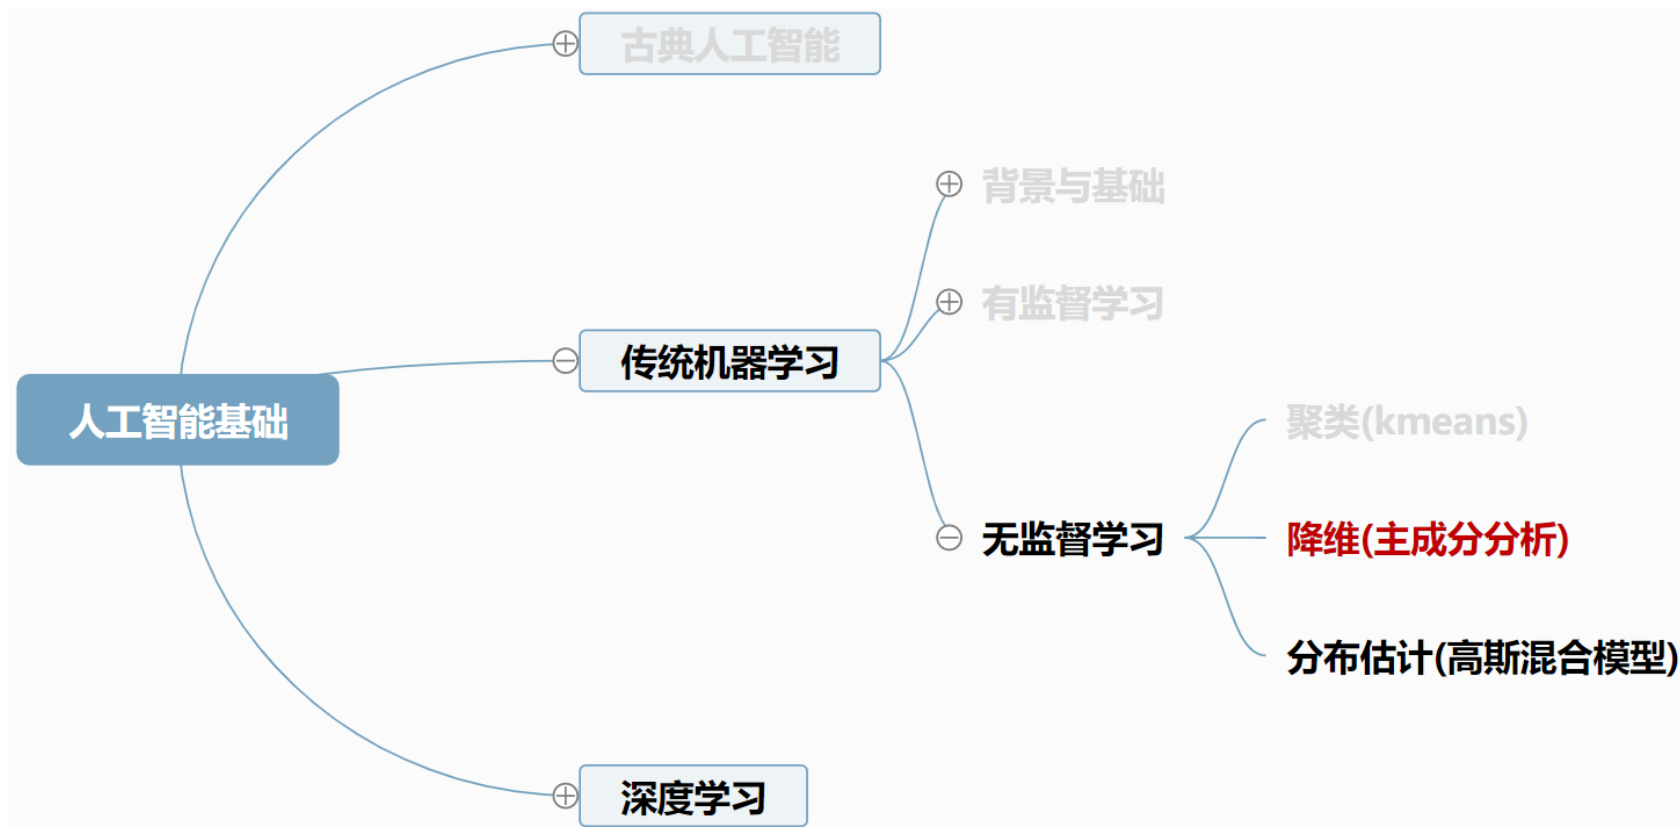 古典人工智能
背景与基础
有监督学习
传统机器学习
人工智能基础
聚类(kmeans)
无监督学习
降维(主成分分析)
分布估计(高斯混合模型)
深度学习